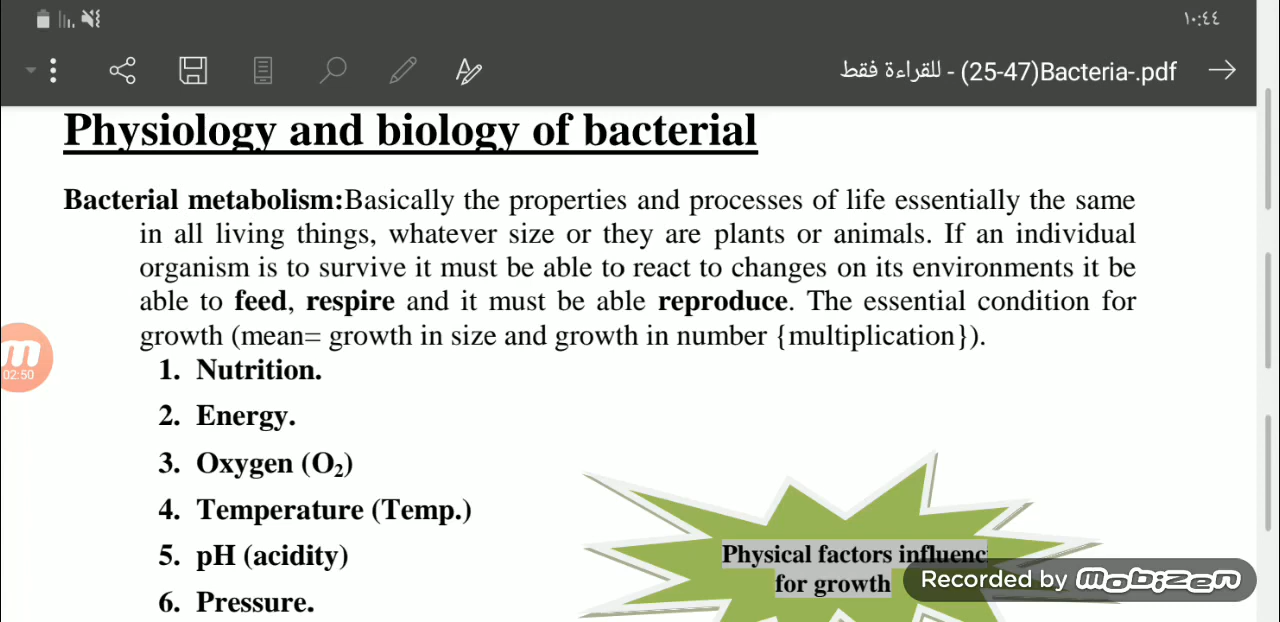 ١٠:٤٤
(25-47)Bacteria-.pdf - للقراءة فقط
Physiology and biology of bacterial
Bacterial metabolism:Basically the properties and processes of life essentially the same
in all living things, whatever size or they are plants or animals. If an individual
organism is to survive it must be able to react to changes on its environments it be
able to feed, respire and it must be able reproduce. The essential condition for
growth (mean= growth in size and growth in number {multiplication}).
1. Nutrition.
02:50
2. Energy.
3. Oxygen (O₂)
4. Temperature (Temp.)
5. pH (acidity)
6. Pressure.
Physical factors influenc
for growth
Recorded by mobizen